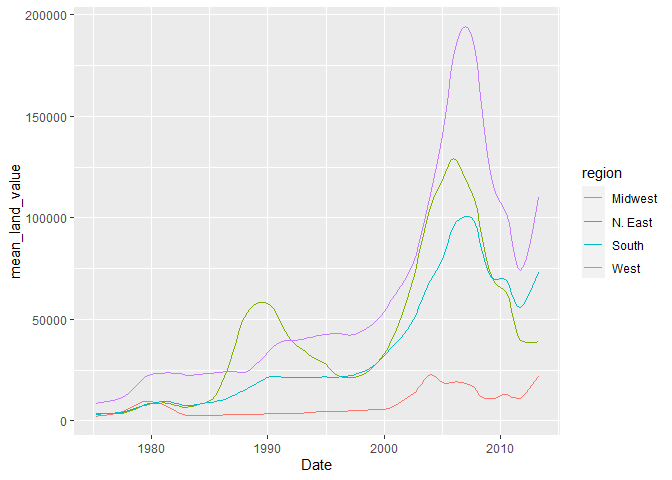 200000
150000
100000
50000
0
mean_land_value
1980
1990
2000
2010
Date
region
Midwest
N. East
South
West